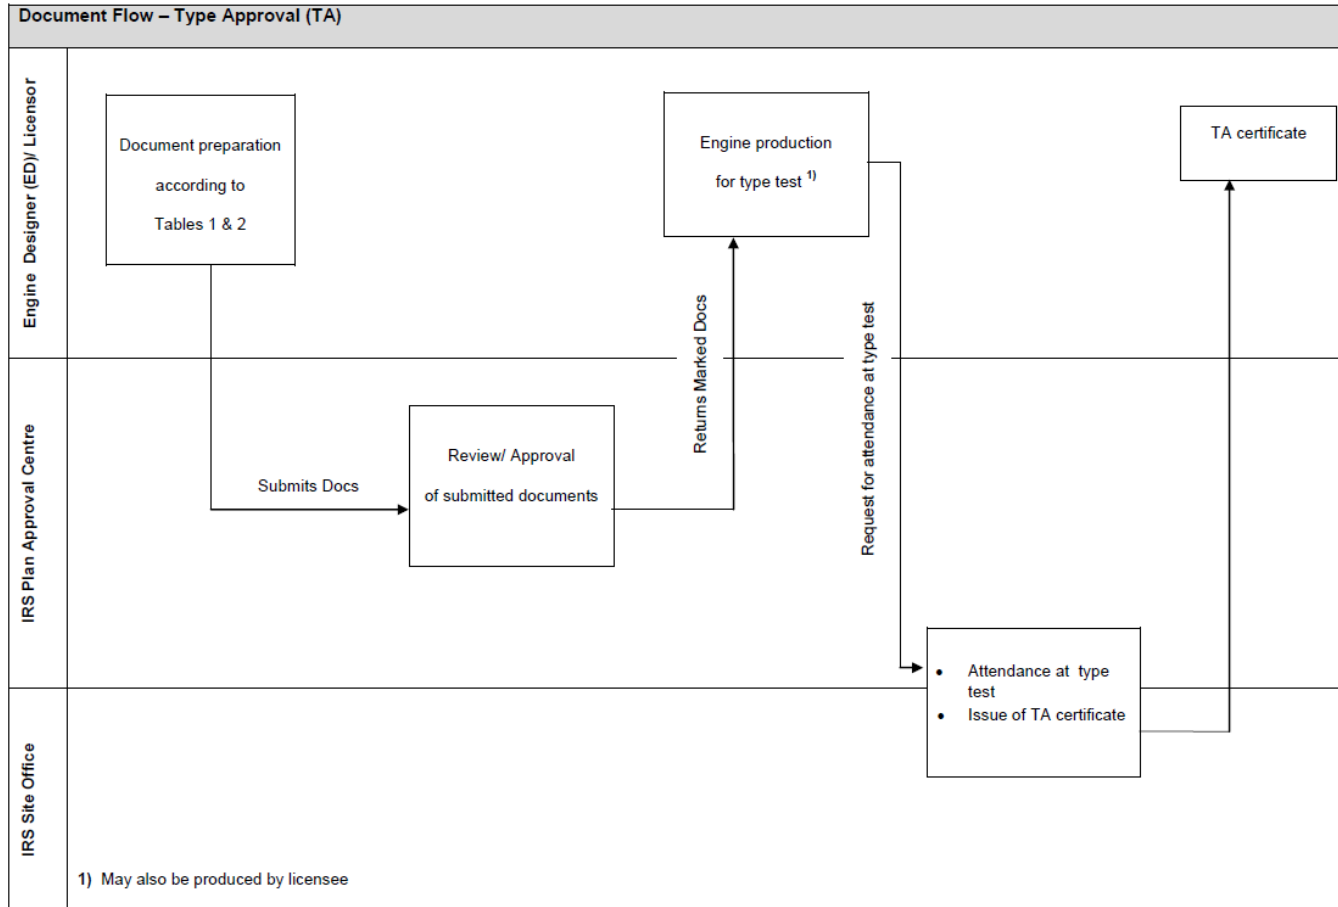 Document Flow – Type Approval (TA)
Engine Designer (ED)/ Licensor
Document preparation
according to
Tables 1 & 2
Engine production
for type test 1)
TA certificate
Returns Marked Docs
Request for attendance at type test
IRS Plan Approval Centre
Submits Docs
Review/ Approval
of submitted documents
• Attendance at type
test
• Issue of TA certificate
IRS Site Office
1) May also be produced by licensee